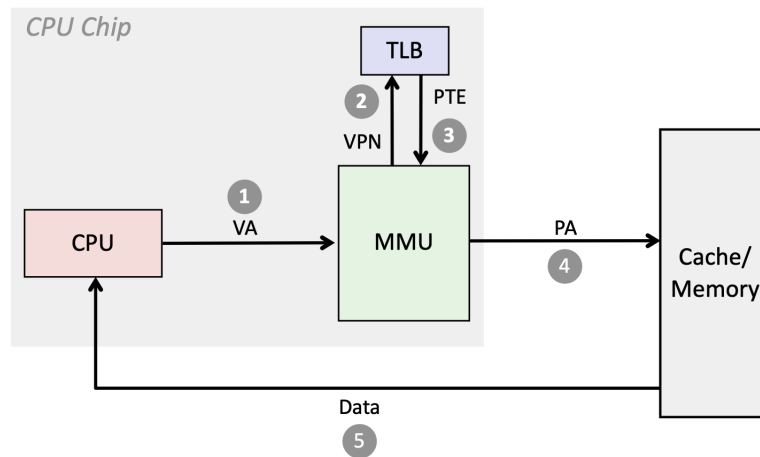 CPU Chip
TLB
2
PTE
VPN
3
1
VA
CPU
MMU
PA
4
Cache/
Memory
Data
5